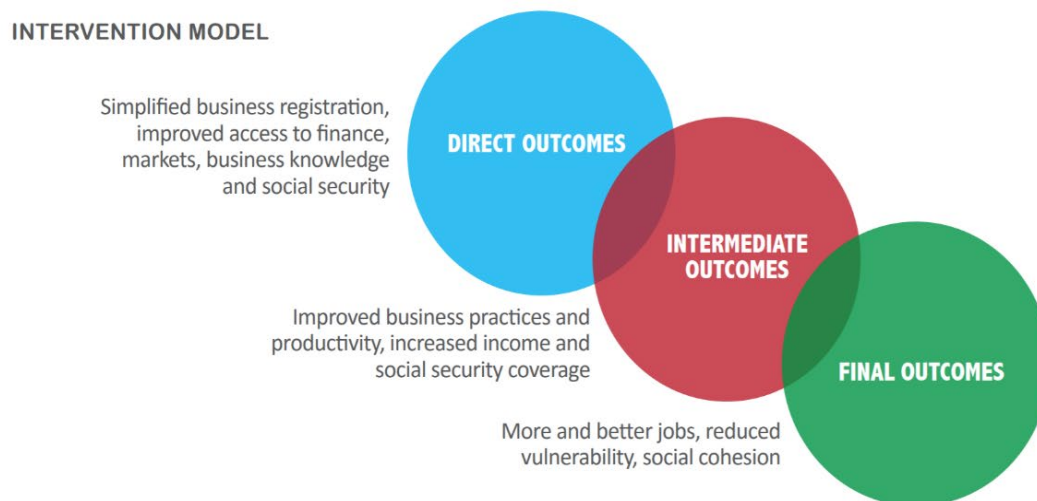 INTERVENTION MODEL
Simplified business registration,
improved access to finance,
markets, business knowledge
and social security
DIRECT OUTCOMES
INTERMEDIATE
OUTCOMES
Improved business practices and
productivity, increased income and
social security coverage
FINAL OUTCOMES
More and better jobs, reduced
vulnerability, social cohesion